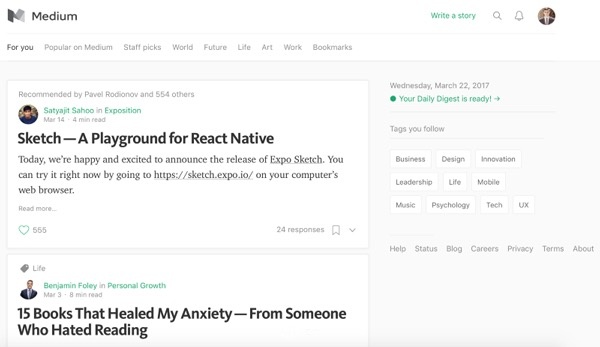 Medium
Write a story
For you Popular on Medium Staff picks World Future Life Art Work Bookmarks
Recommended by Pavel Rodionov and 554 others
Satyajit Sahoo in Exposition
Mar 14 · 4 min read
Sketch — A Playground for React Native
Today, we're happy and excited to announce the release of Expo Sketch. You
can try it right now by going to https://sketch.expo.io/ on your computer's
web browser.
Read more...
555
24 responses
Life
Benjamin Foley in Personal Growth
Mar 3 · 8 min read
15 Books That Healed My Anxiety — From Someone
Who Hated Reading
Wednesday, March 22, 2017
Your Daily Digest is ready! →
Tags you follow
Business Design Innovation
Leadership Life Mobile
Music Psychology Tech UX
Help Status Blog Careers Privacy Terms About